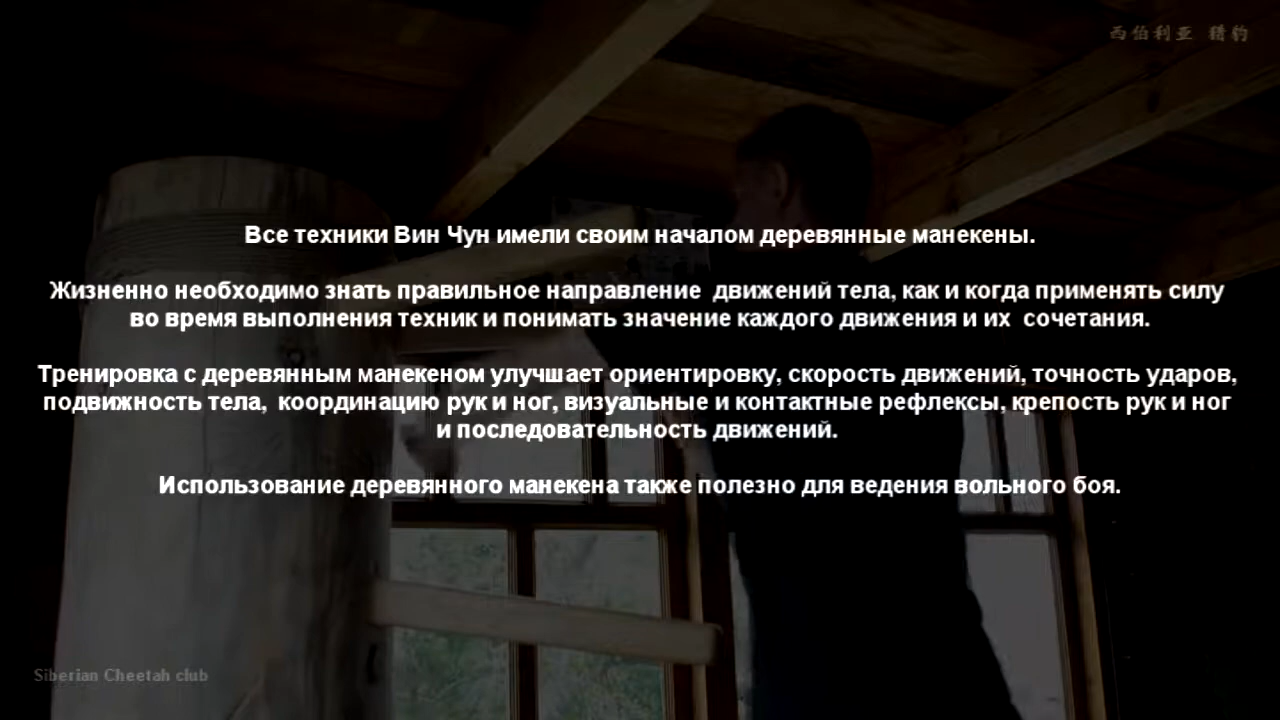 西伯利亚 猎豹
Все техники Вин Чун имели своим началом деревянные манекены.
Жизненно необходимо знать правильное направление движений тела, как и когда применять силу
во время выполнения техник и понимать значение каждого движения и их сочетания.
Тренировка с деревянным манекеном улучшает ориентировку, скорость движений, точность ударов,
подвижность тела, координацию рук и ног, визуальные и контактные рефлексы, крепость рук и ног
и последовательность движений.
Использование деревянного манекена также полезно для ведения вольного боя.
Siberian Cheetah club